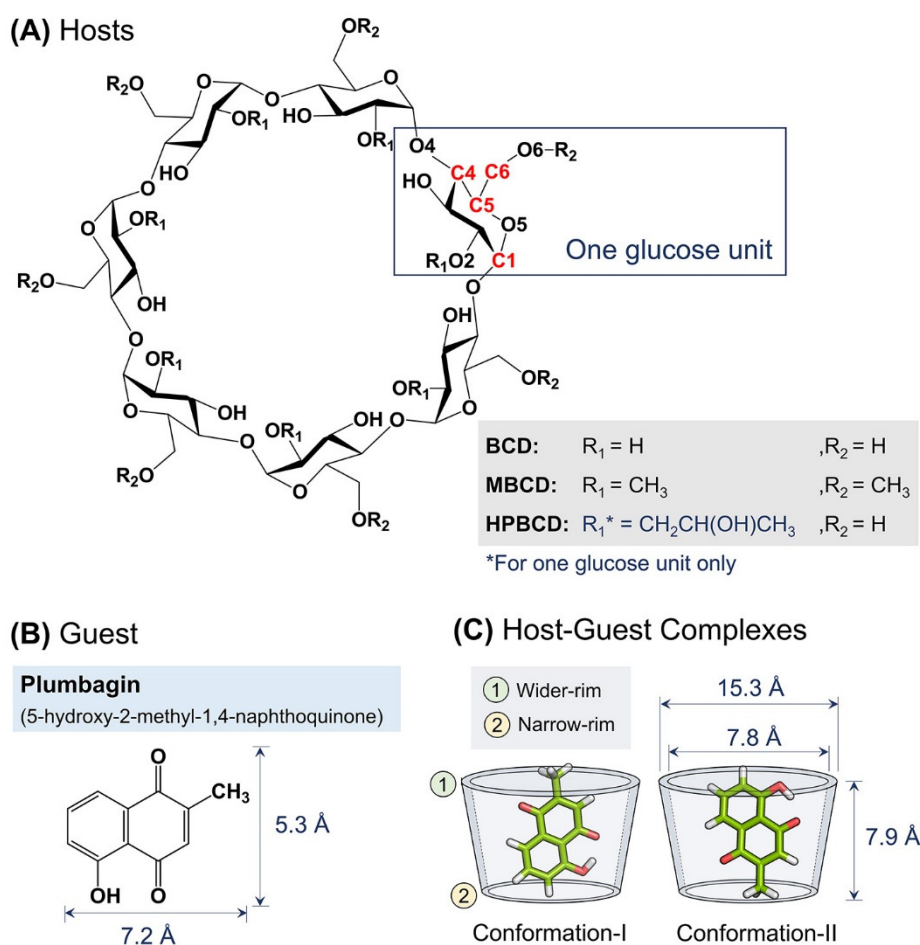 (A) Hosts
OR₂
R₂O
O
O
O
HO
OR₁
OR₁
O4
O6–R₂
C4
C6
HO
C5
O5
R₁O2
C1
One glucose unit
HO
O
O
OR₁
R₂O
OH
O
O
OH
OR₂
OR₁
O
O
OR₁
O
R₂O
OH
O
OR₁
OH
O
O
OR₂
BCD: R₁ = H ,R₂ = H
MBCD: R₁ = CH₃ ,R₂ = CH₃
HPBCD: R₁* = CH₂CH(OH)CH₃ ,R₂ = H
*For one glucose unit only
(B) Guest
Plumbagin
(5-hydroxy-2-methyl-1,4-naphthoquinone)
O
CH₃
OH
O
5.3 Å
7.2 Å
(C) Host-Guest Complexes
1 Wider-rim
2 Narrow-rim
15.3 Å
7.8 Å
1
2
7.9 Å
Conformation-I
Conformation-II